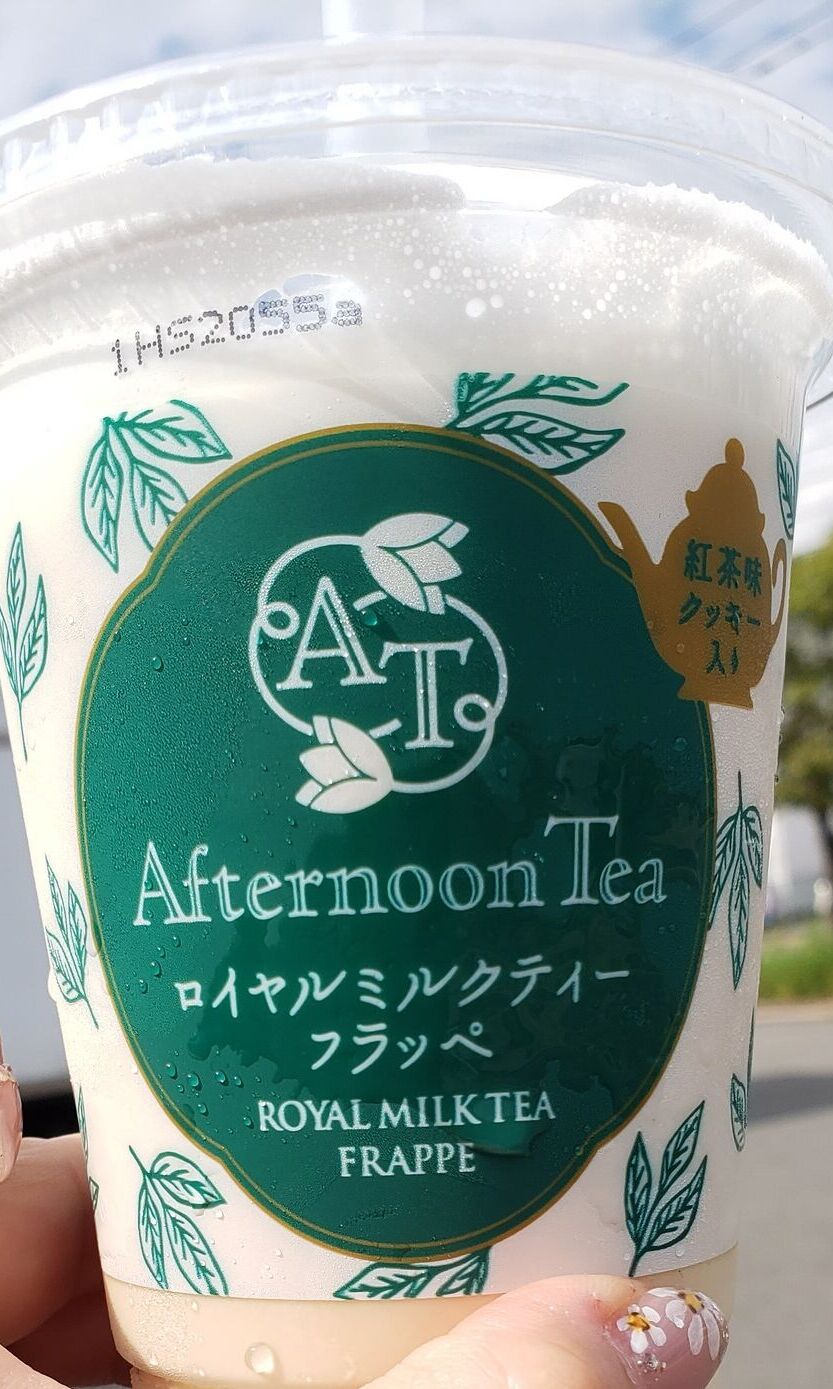 1HS2055a
紅茶味
クッキー
入り
AT
Afternoon Tea
ロイヤルミルクティー
フラッペ
ROYAL MILK TEA
FRAPPE